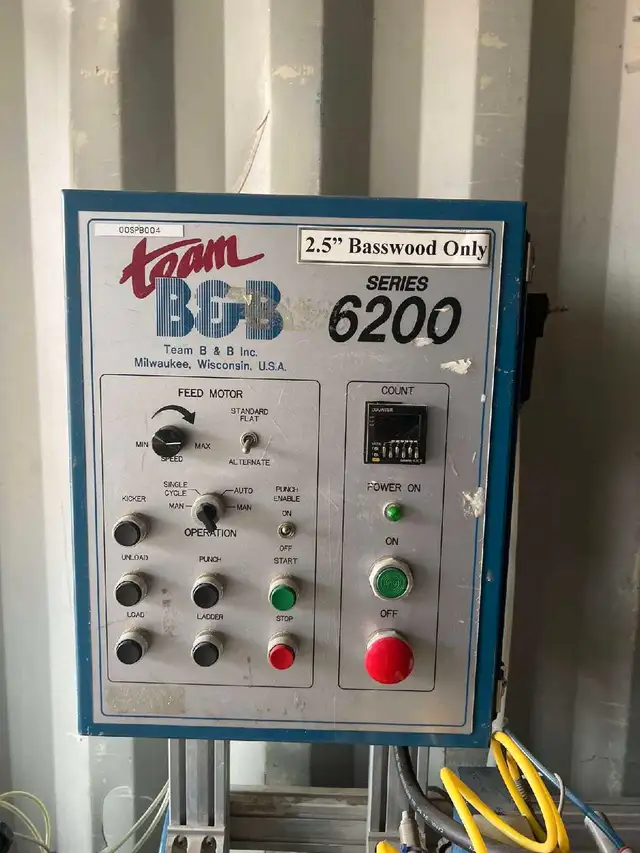 00SPB004
2.5” Basswood Only
team
B&B
SERIES
6200
Team B & B Inc.
Milwaukee, Wisconsin, U.S.A.
FEED MOTOR
MIN
MAX
SPEED
STANDARD
FLAT
ALTERNATE
SINGLE
CYCLE
AUTO
MAN
MAN
OPERATION
PUNCH
ENABLE
ON
OFF
KICKER
UNLOAD
PUNCH
START
LOAD
LADDER
STOP
COUNT
COUNTER
POWER ON
ON
OFF